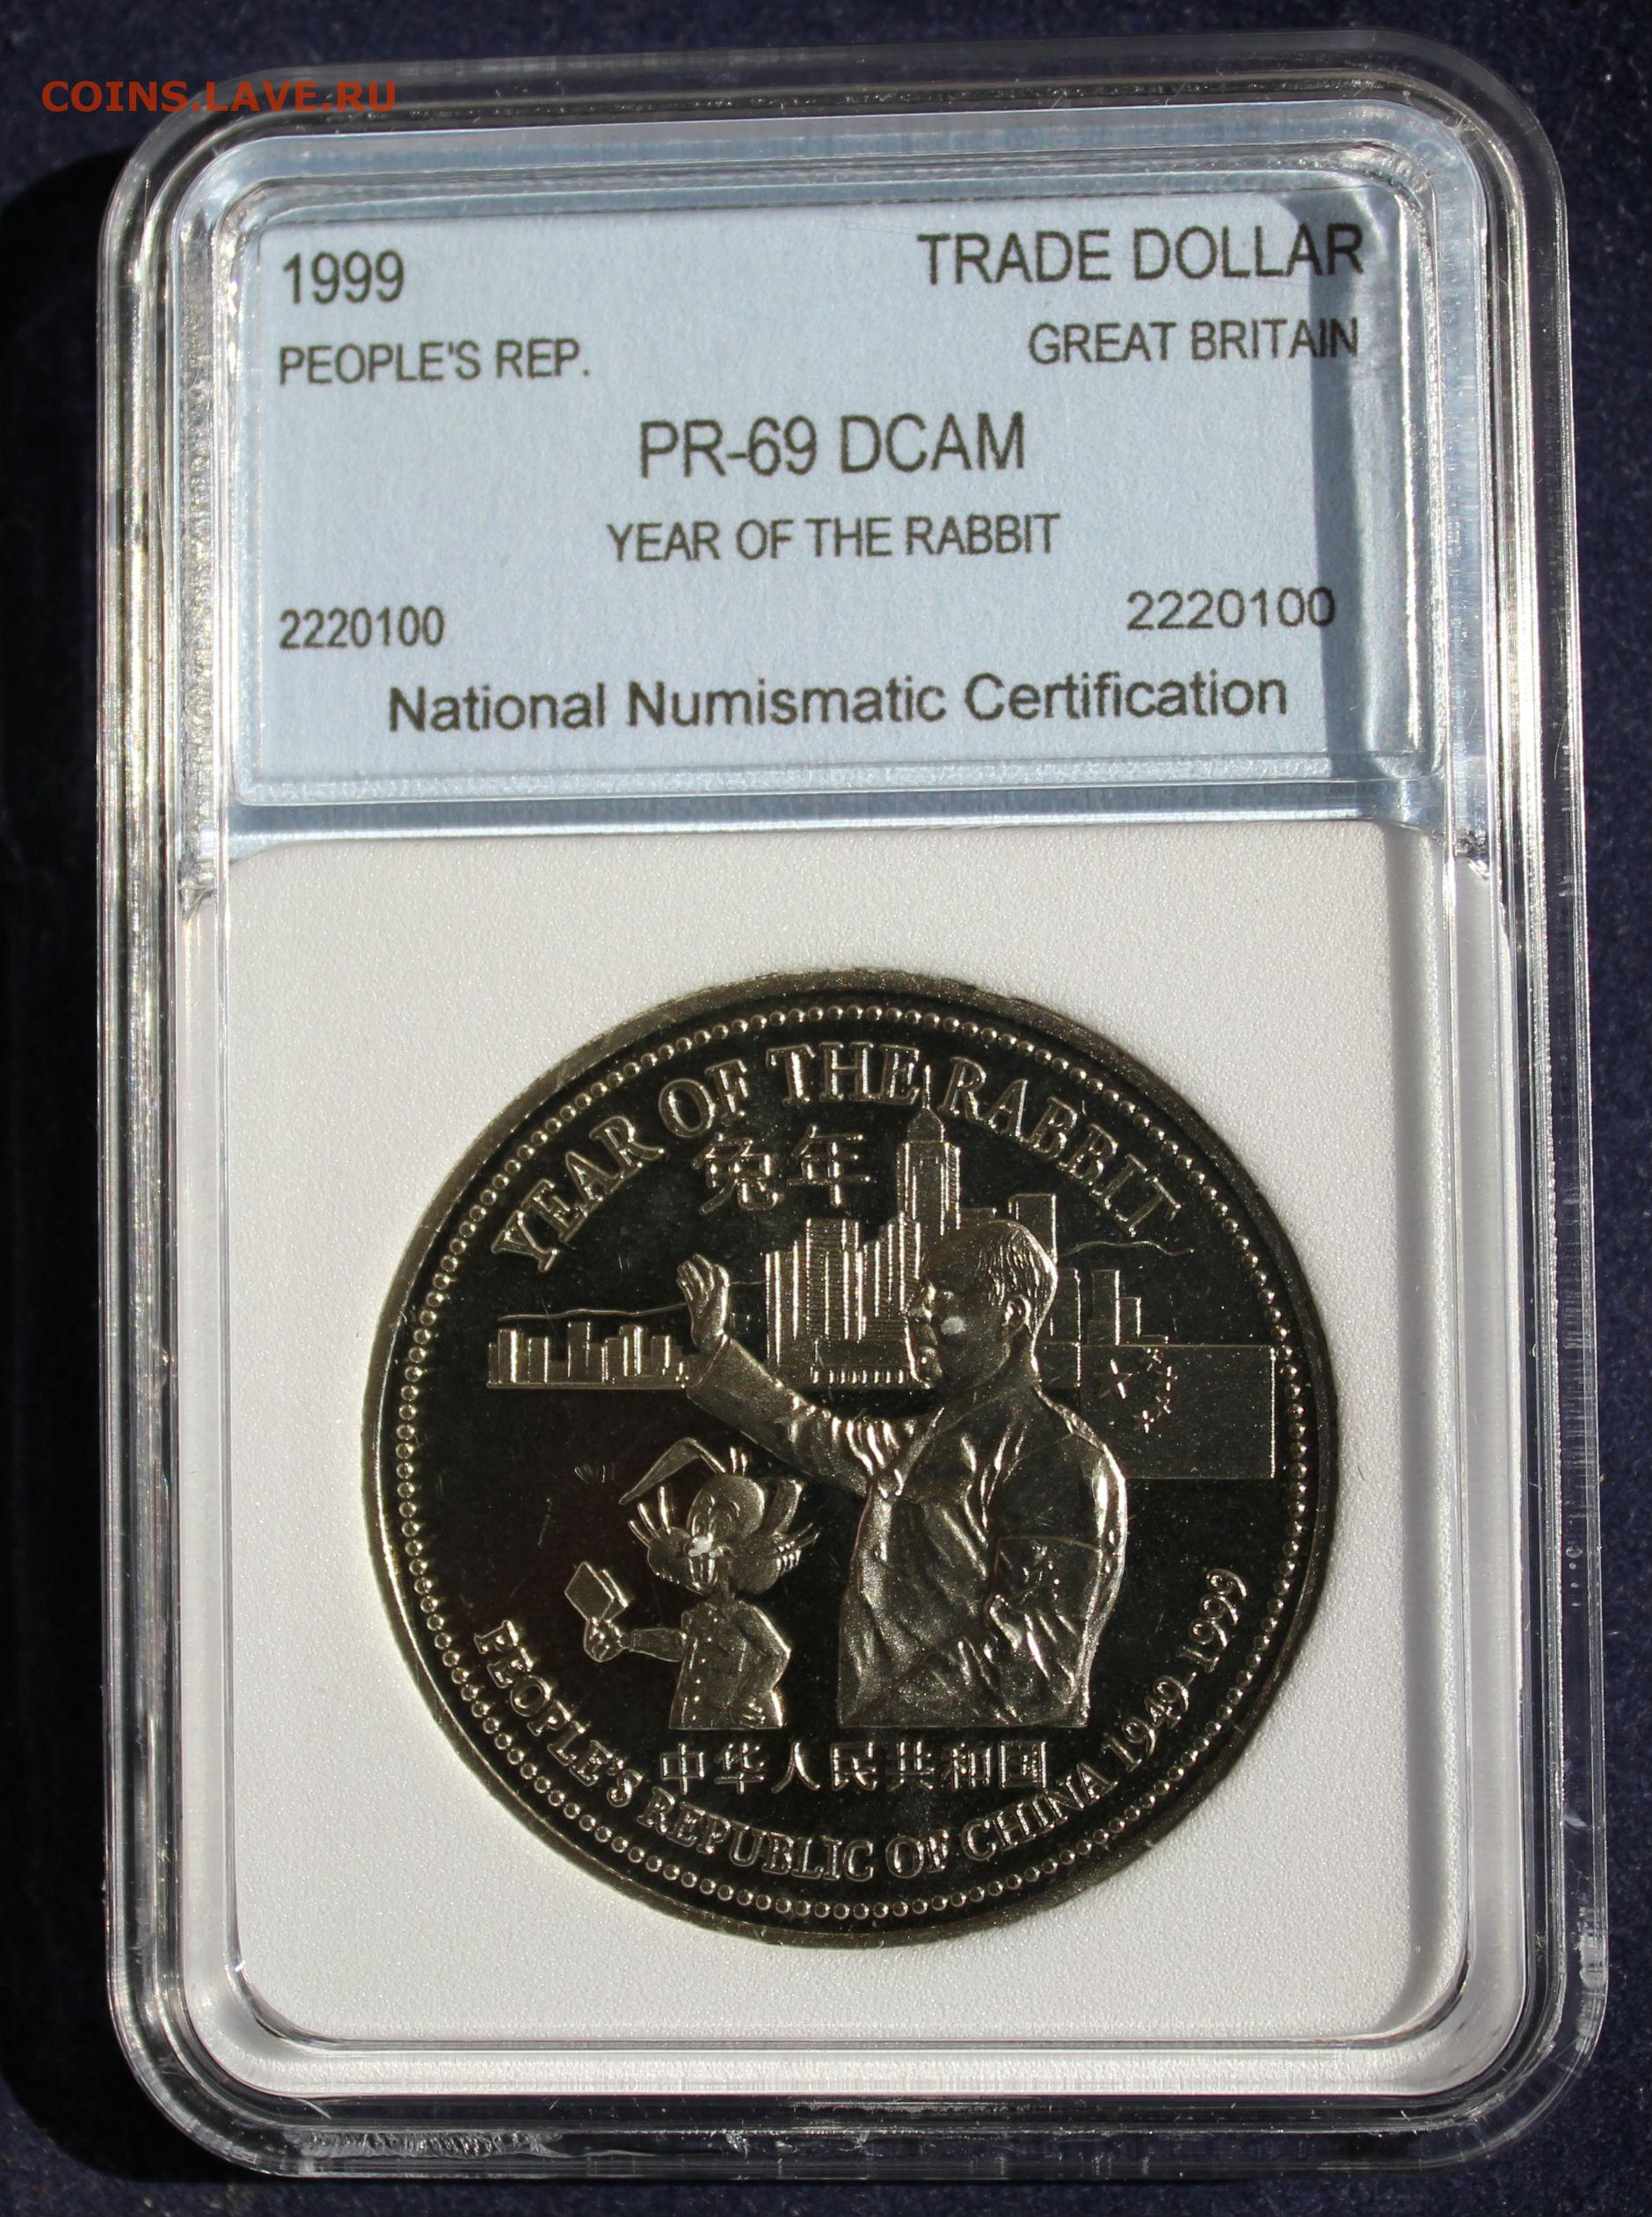 COINS.LAVE.RU
1999 TRADE DOLLAR
PEOPLE'S REP. GREAT BRITAIN
PR-69 DCAM
YEAR OF THE RABBIT
2220100 2220100
National Numismatic Certification
YEAR OF THE RABBIT
兔年
中华人民共和国
PEOPLE'S REPUBLIC OF CHINA 1949-1999